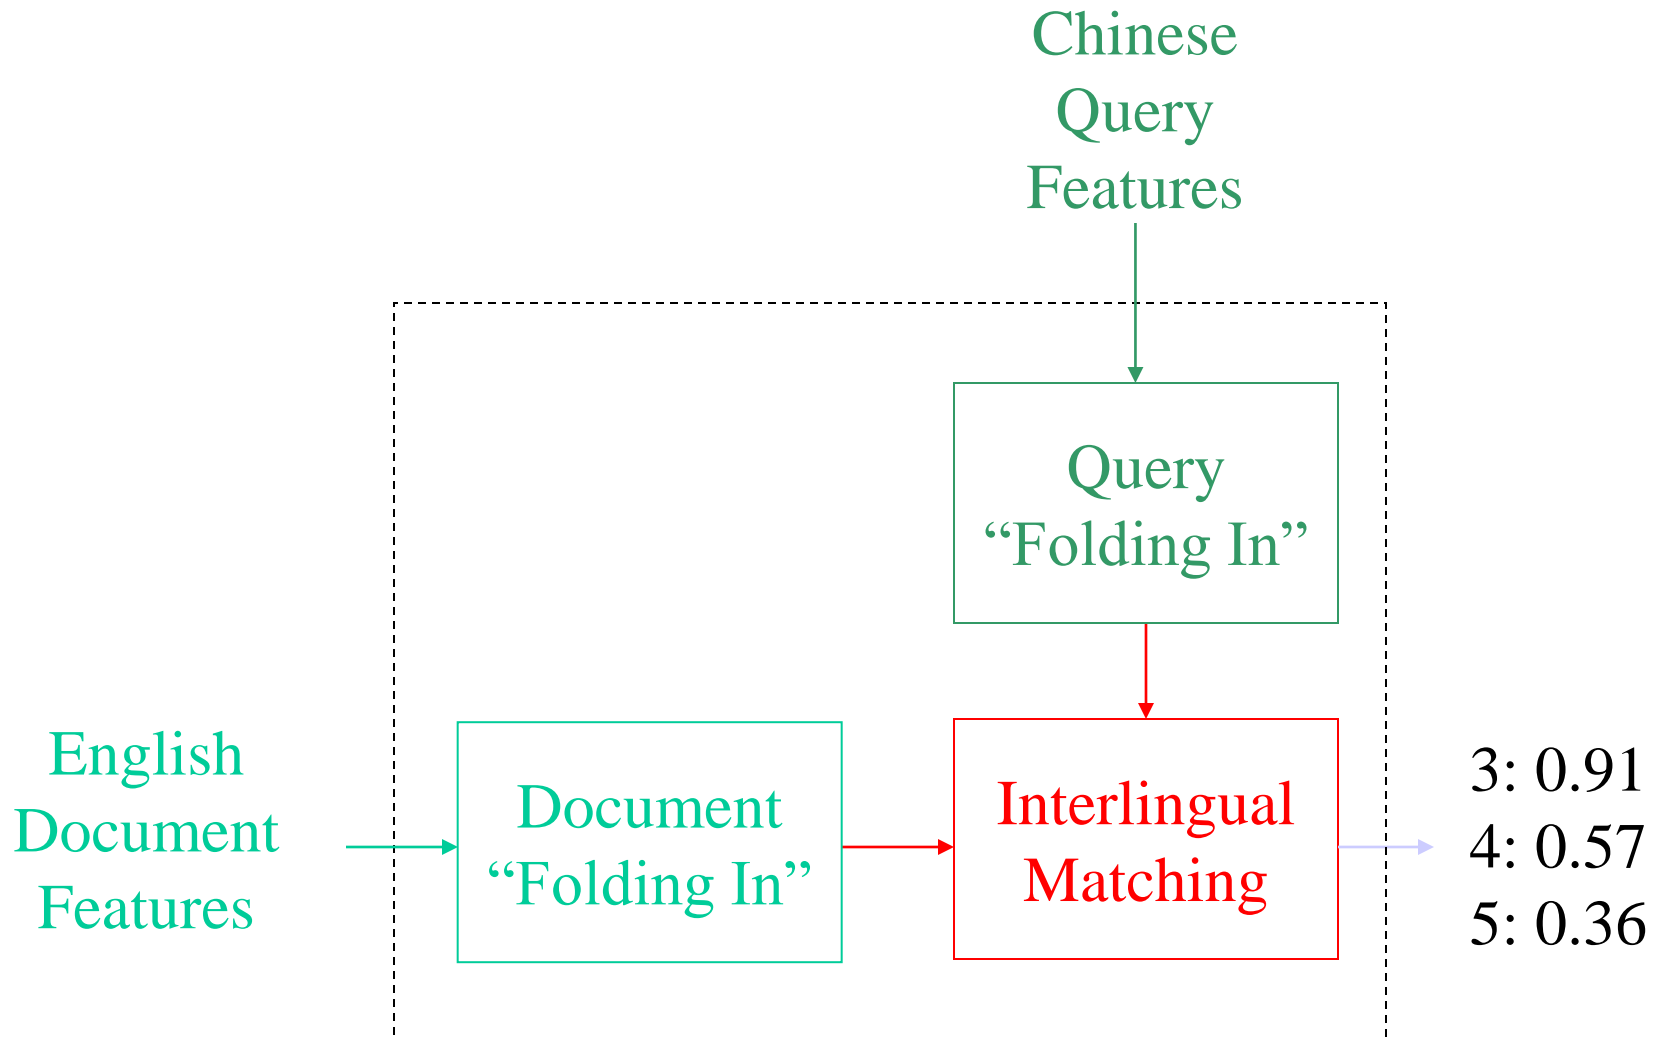 Chinese
Query
Features
Query
“Folding In”
English
Document
Features
Document
“Folding In”
Interlingual
Matching
3: 0.91
4: 0.57
5: 0.36